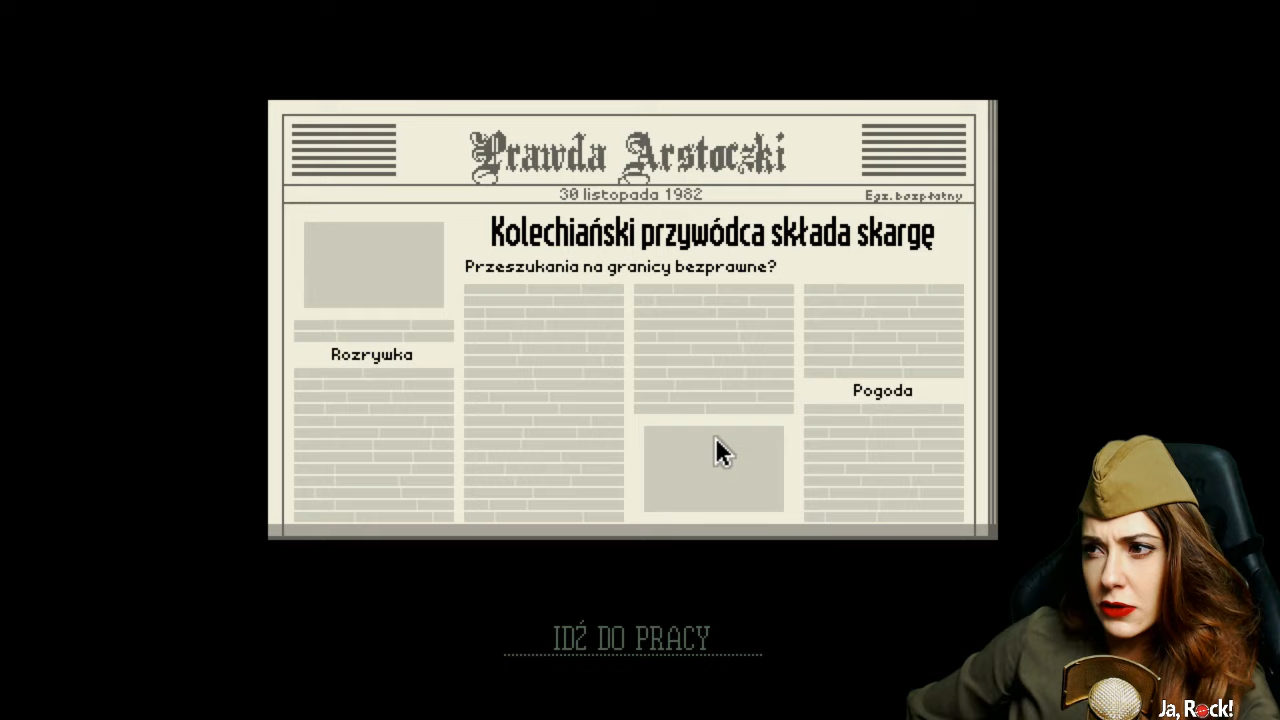 Prawda Arstoczki
30 listopada 1982
Egz. bezpłatny
Kolechiański przywódca składa skargę
Przeszukania na granicy bezprawne?
Rozrywka
Pogoda
IDŹ DO PRACY
Ja, Rock!